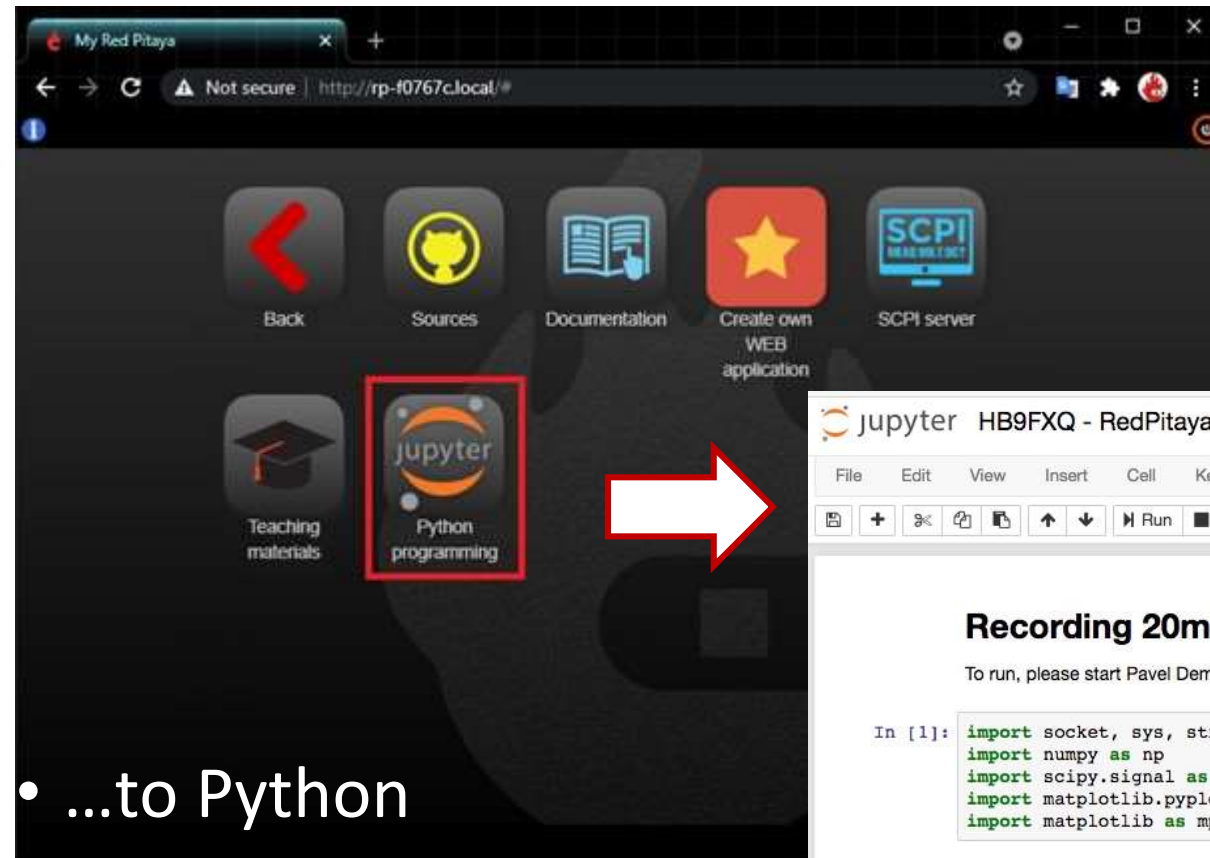 My Red Pitaya
Not secure | http://rp-f0767c.local/#
Back
Sources
Documentation
Create own
WEB
application
SCPI
SCPI server
jupyter
Teaching
materials
Python
programming
jupyter HB9FXQ - RedPitaya
File Edit View Insert Cell Ke
Run
Recording 20m
To run, please start Pavel Dem
In [1]: import socket, sys, st
import numpy as np
import scipy.signal as
import matplotlib.pyplo
import matplotlib as mp
• ...to Python